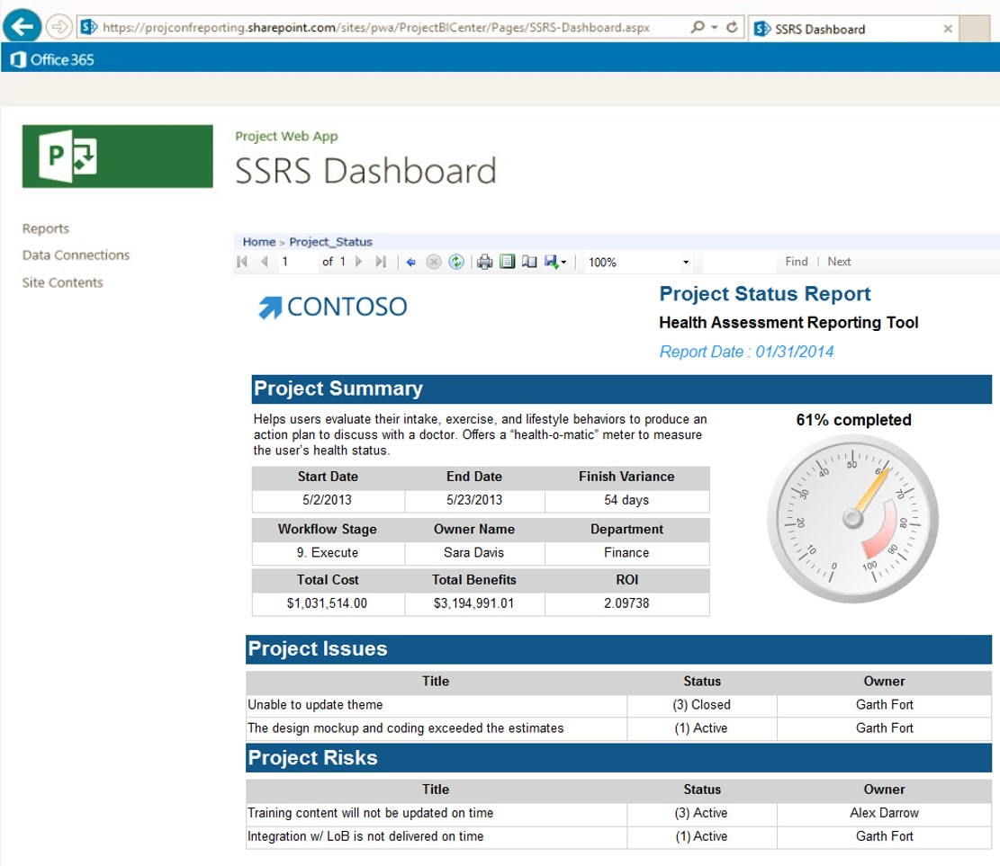 https://projconfreporting.sharepoint.com/sites/pwa/ProjectBICenter/Pages/SSRS-Dashboard.aspx
SSRS Dashboard
Office 365
Project Web App
SSRS Dashboard
Reports
Data Connections
Site Contents
Home > Project_Status
1 of 1 100% Find | Next
CONTOSO
Project Status Report
Health Assessment Reporting Tool
Report Date : 01/31/2014
Project Summary
Helps users evaluate their intake, exercise, and lifestyle behaviors to produce an
action plan to discuss with a doctor. Offers a “health-o-matic” meter to measure
the user’s health status.
Start Date End Date Finish Variance
5/2/2013 5/23/2013 54 days
Workflow Stage Owner Name Department
9. Execute Sara Davis Finance
Total Cost Total Benefits ROI
$1,031,514.00 $3,194,991.01 2.09738
61% completed
0 10 20 30 40 50 6 70 80 90 100
Project Issues
Title Status Owner
Unable to update theme (3) Closed Garth Fort
The design mockup and coding exceeded the estimates (1) Active Garth Fort
Project Risks
Title Status Owner
Training content will not be updated on time (3) Active Alex Darrow
Integration w/ LoB is not delivered on time (1) Active Garth Fort